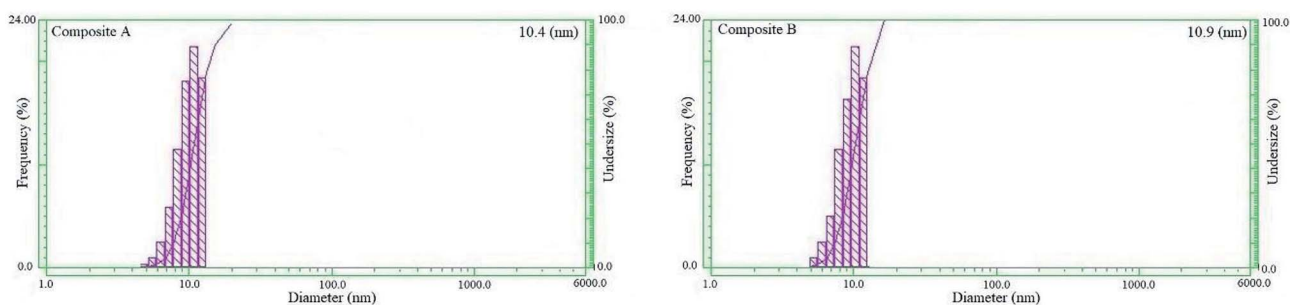 24.00
Composite A
10.4 (nm)
100.0
Frequency (%)
Undersize (%)
0.0
0.0
1.0
10.0
100.0
1000.0
6000.0
Diameter (nm)
24.00
Composite B
10.9 (nm)
100.0
Frequency (%)
Undersize (%)
0.0
0.0
1.0
10.0
100.0
1000.0
6000.0
Diameter (nm)